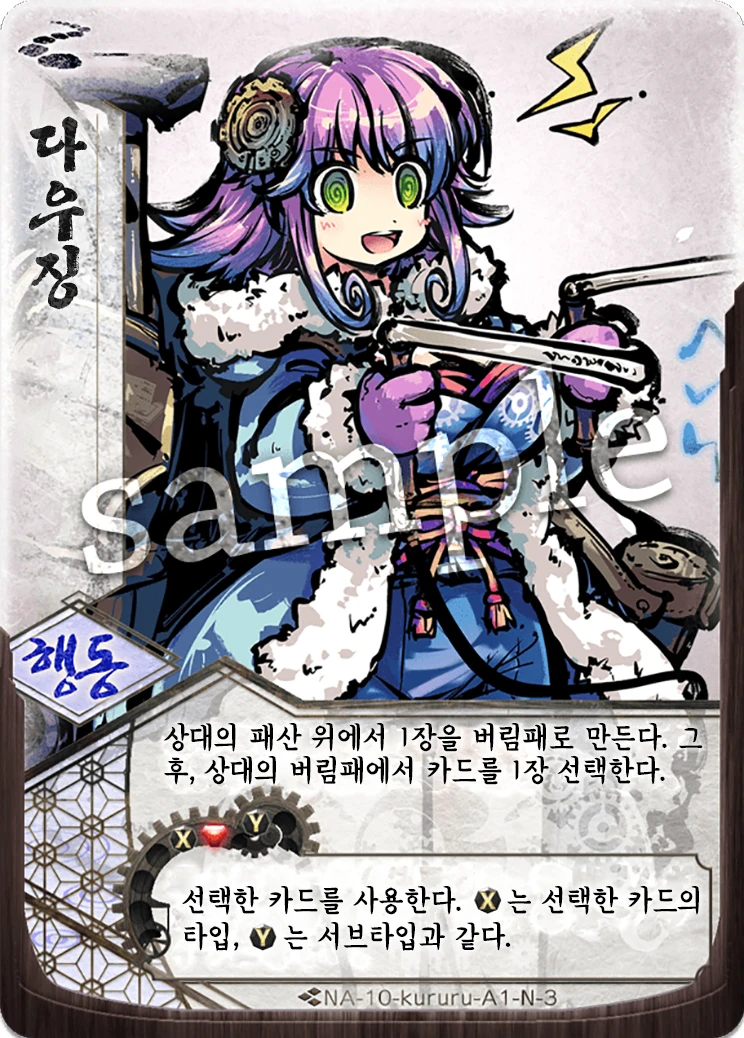 다우징
sample
행동
상대의 패산 위에서 1장을 버림패로 만든다. 그
후, 상대의 버림패에서 카드를 1장 선택한다.
X Y
선택한 카드를 사용한다. X는 선택한 카드의
타입, Y는 서브타입과 같다.
NA-10-kururu-A1-N-3